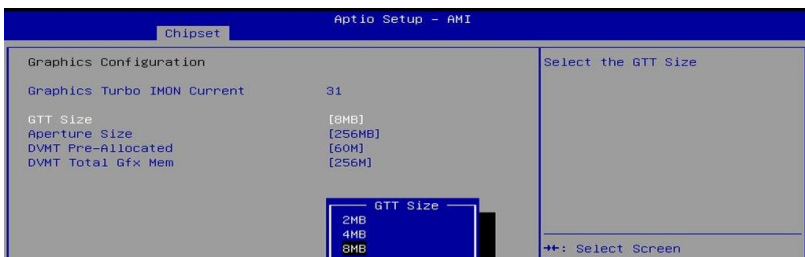 Aptio Setup – AMI
Chipset
Graphics Configuration
Select the GTT Size
Graphics Turbo IMON Current 31
GTT Size [8MB]
Aperture Size [256MB]
DVMT Pre-Allocated [60M]
DVMT Total Gfx Mem [256M]
GTT Size
2MB
4MB
8MB
→←: Select Screen